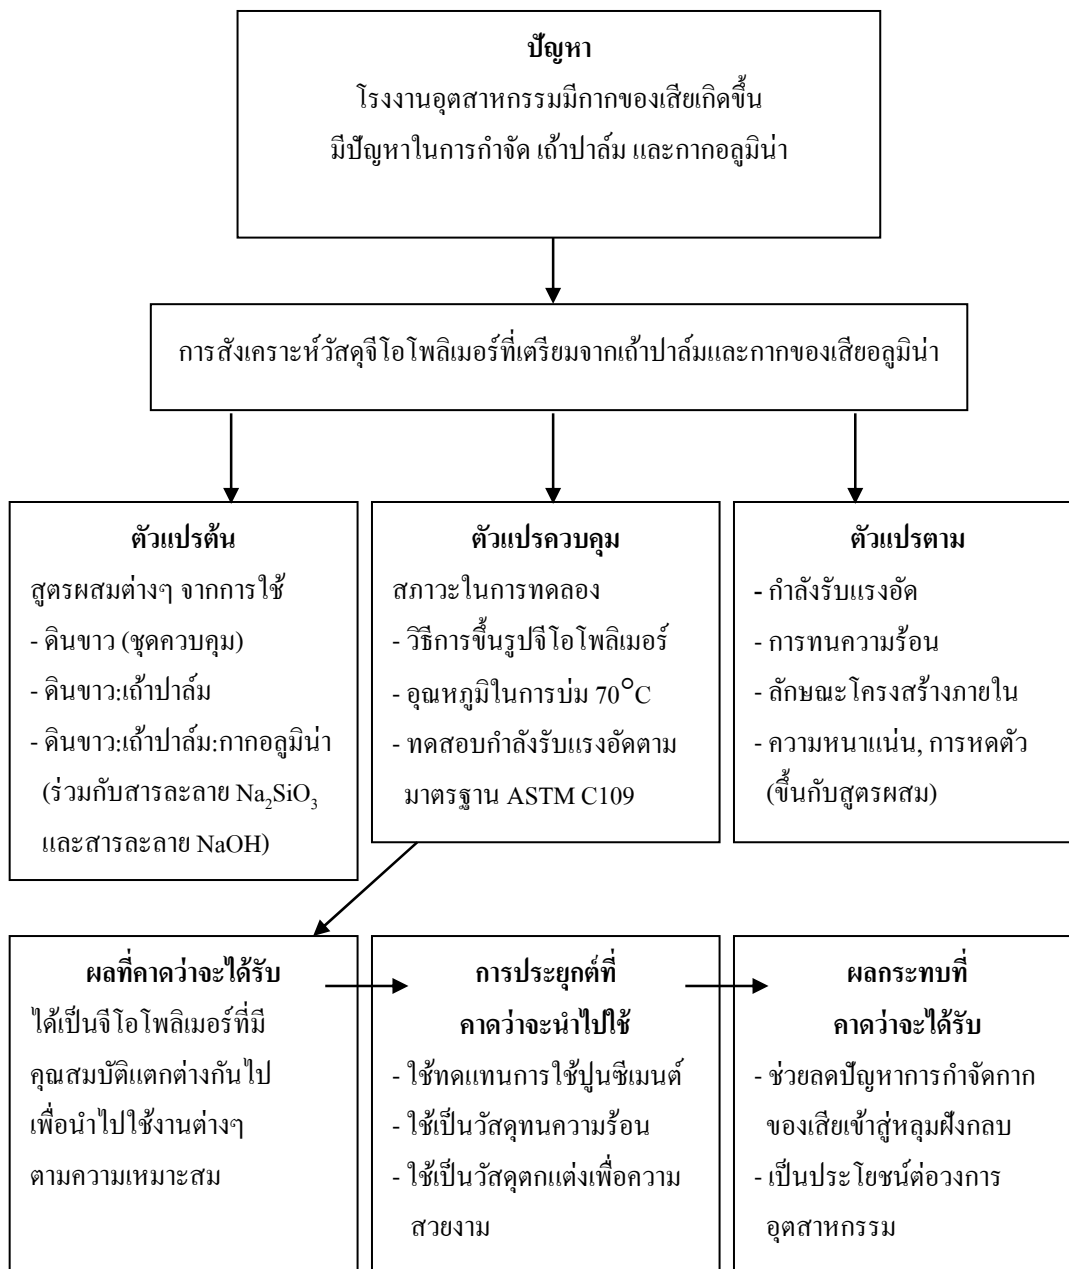 ปัญหา
โรงงานอุตสาหกรรมมีกากของเสียเกิดขึ้น
มีปัญหาในการกำจัด เถ้าปาล์ม และกากอลูมิน่า
การสังเคราะห์วัสดุจีโอโพลิเมอร์ที่เตรียมจากเถ้าปาล์มและกากของเสียอลูมิน่า
ตัวแปรต้น
สูตรผสมต่างๆ จากการใช้
- ดินขาว (ชุดควบคุม)
- ดินขาว:เถ้าปาล์ม
- ดินขาว:เถ้าปาล์ม:กากอลูมิน่า
(ร่วมกับสารละลาย Na₂SiO₃
และสารละลาย NaOH)
ตัวแปรควบคุม
สภาวะในการทดลอง
- วิธีการขึ้นรูปจีโอโพลิเมอร์
- อุณหภูมิในการบ่ม 70°C
- ทดสอบกำลังรับแรงอัดตาม
มาตรฐาน ASTM C109
ตัวแปรตาม
- กำลังรับแรงอัด
- การทนความร้อน
- ลักษณะโครงสร้างภายใน
- ความหนาแน่น, การหดตัว
(ขึ้นกับสูตรผสม)
ผลที่คาดว่าจะได้รับ
ได้เป็นจีโอโพลิเมอร์ที่มี
คุณสมบัติแตกต่างกันไป
เพื่อนำไปใช้งานต่างๆ
ตามความเหมาะสม
การประยุกต์ที่
คาดว่าจะนำไปใช้
- ใช้ทดแทนการใช้ปูนซีเมนต์
- ใช้เป็นวัสดุทนความร้อน
- ใช้เป็นวัสดุตกแต่งเพื่อความ
สวยงาม
ผลกระทบที่
คาดว่าจะได้รับ
- ช่วยลดปัญหาการกำจัดกาก
ของเสียเข้าสู่หลุมฝังกลบ
- เป็นประโยชน์ต่อวงการ
อุตสาหกรรม